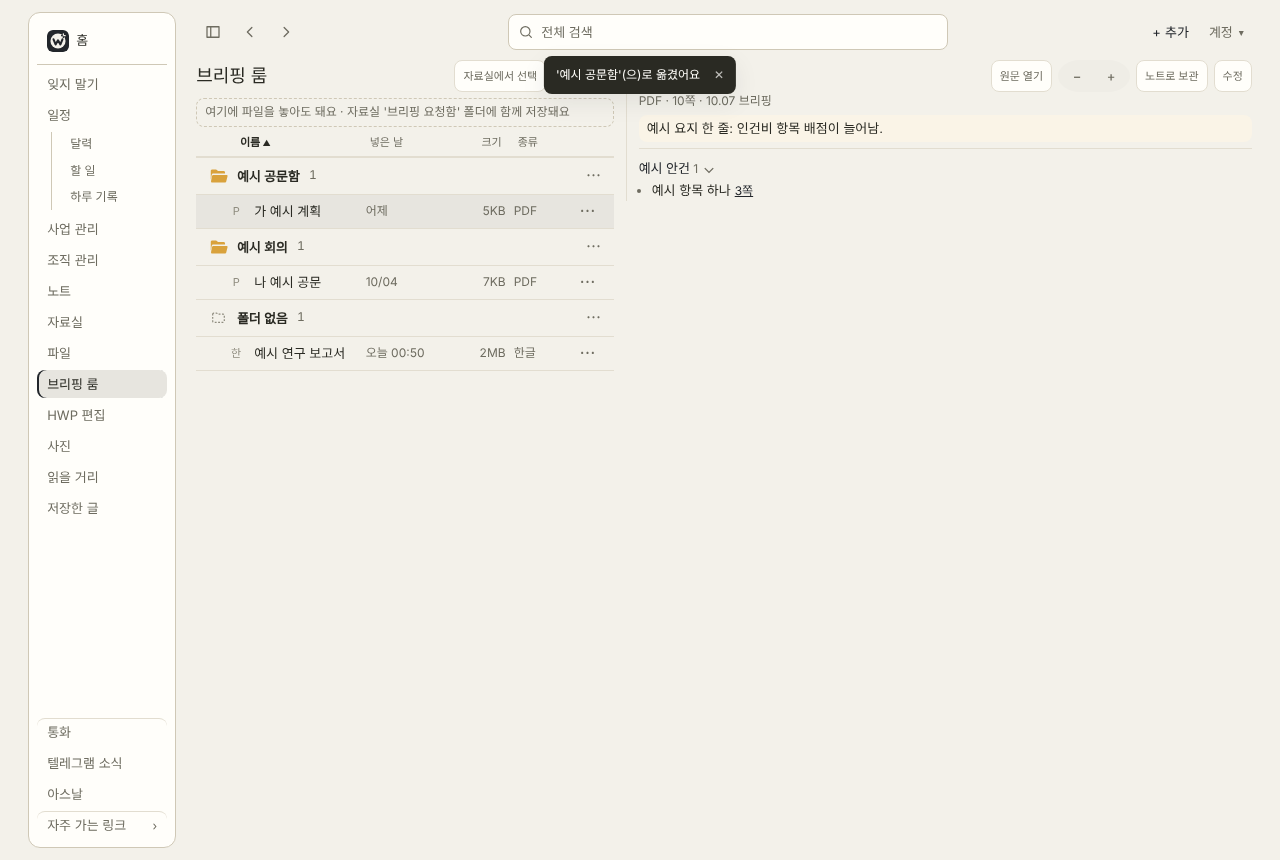 홈
잊지 말기
일정
달력
할 일
하루 기록
사업 관리
조직 관리
노트
자료실
파일
브리핑 룸
HWP 편집
사진
읽을 거리
저장한 글
통화
텔레그램 소식
아스날
자주 가는 링크 ›
전체 검색
+ 추가 계정 ▼
브리핑 룸
자료실에서 선택
'예시 공문함'(으)로 옮겼어요 ×
원문 열기 − + 노트로 보관 수정
여기에 파일을 놓아도 돼요 · 자료실 '브리핑 요청함' 폴더에 함께 저장돼요
이름 ▲ 넣은 날 크기 종류
예시 공문함 1 ···
P 가 예시 계획 어제 5KB PDF ···
예시 회의 1 ···
P 나 예시 공문 10/04 7KB PDF ···
폴더 없음 1 ···
한 예시 연구 보고서 오늘 00:50 2MB 한글 ···
PDF · 10쪽 · 10.07 브리핑
예시 요지 한 줄: 인건비 항목 배점이 늘어남.
예시 안건 1
• 예시 항목 하나 3쪽